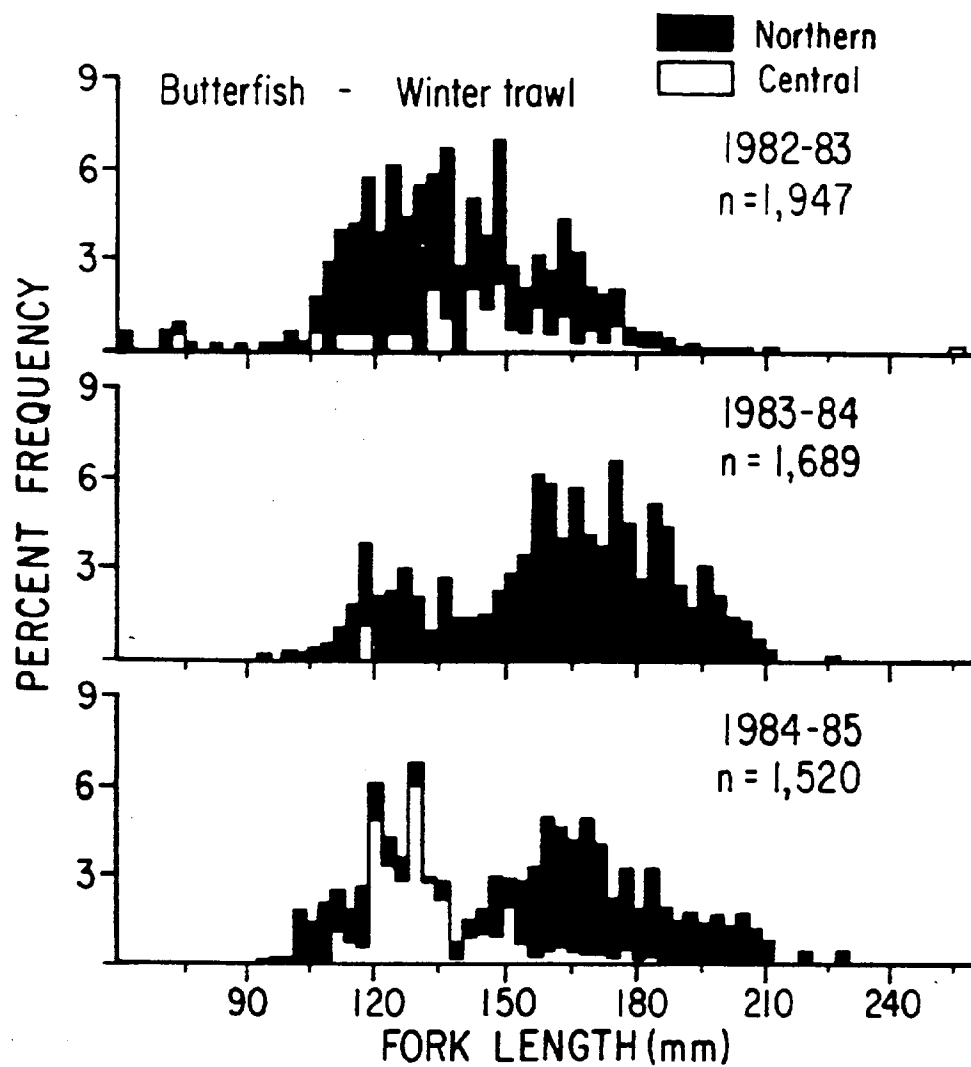 Northern
Central
Butterfish - Winter trawl
1982-83
n=1,947
9
6
3
1983-84
n=1,689
9
6
3
1984-85
n=1,520
9
6
3
PERCENT FREQUENCY
90 120 150 180 210 240
FORK LENGTH (mm)